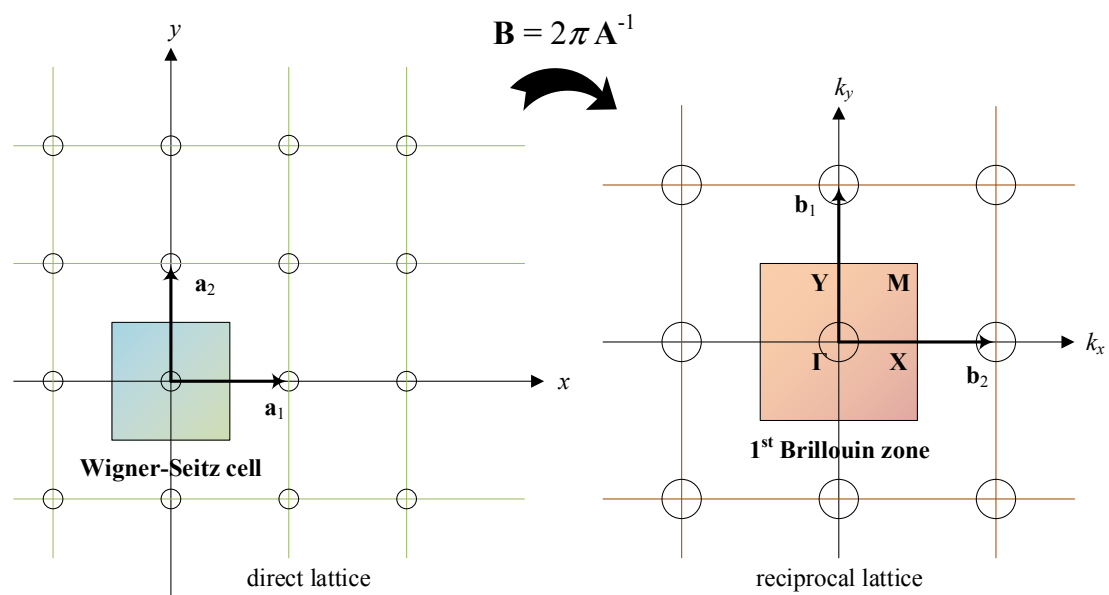 B = 2π A⁻¹
y
a₂
a₁
x
Wigner-Seitz cell
direct lattice
k_y
b₁
Y M
Γ X
b₂
k_x
1ˢᵗ Brillouin zone
reciprocal lattice